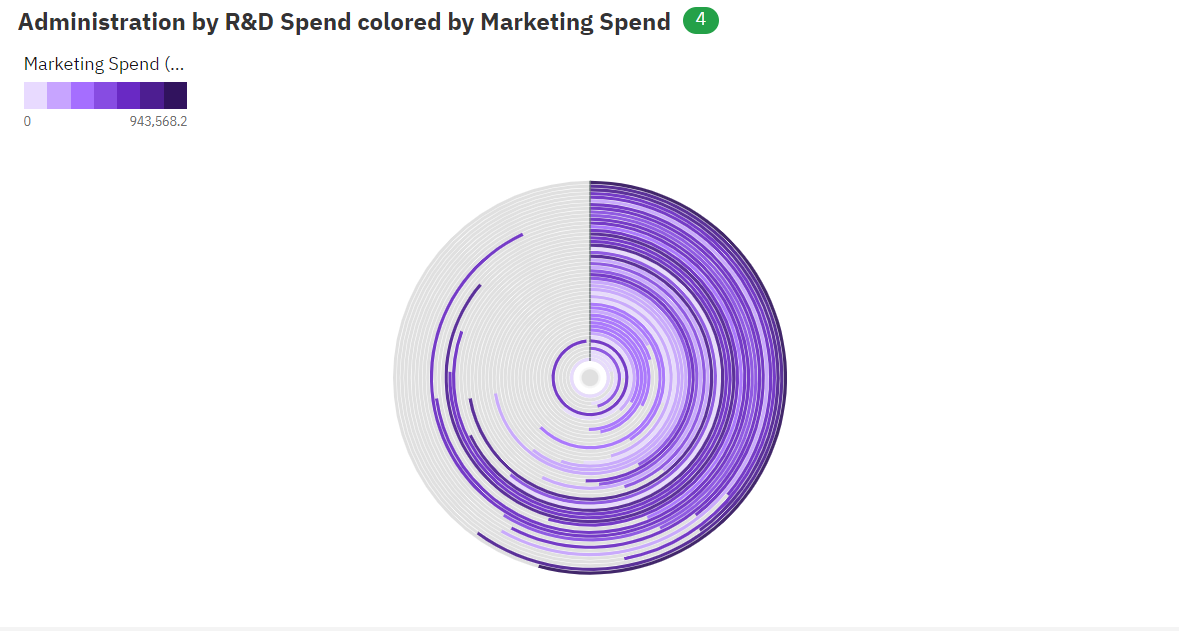 Administration by R&D Spend colored by Marketing Spend 4
Marketing Spend (...
0 943,568.2